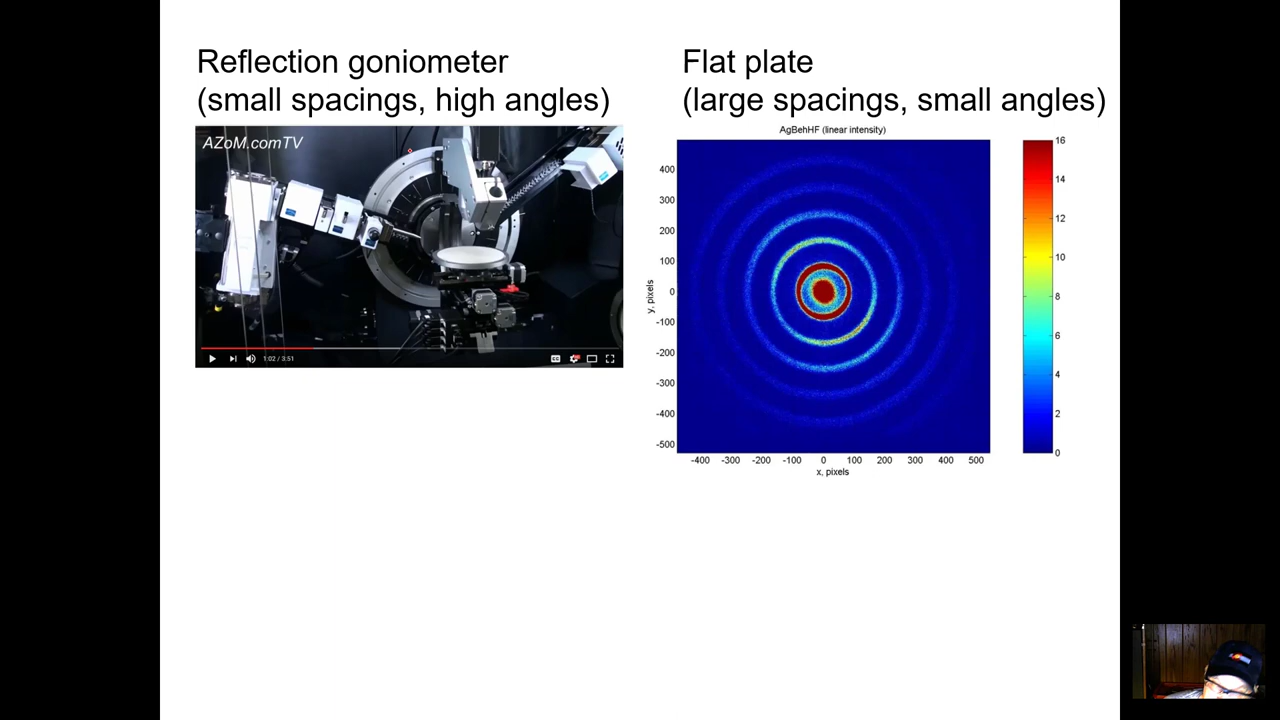 Reflection goniometer
(small spacings, high angles)
Flat plate
(large spacings, small angles)
AZoM.comTV
1:02 / 3:51
AgBehHF (linear intensity)
400
300
200
100
0
-100
-200
-300
-400
-500
y, pixels
-400 -300 -200 -100 0 100 200 300 400 500
x, pixels
16
14
12
10
8
6
4
2
0